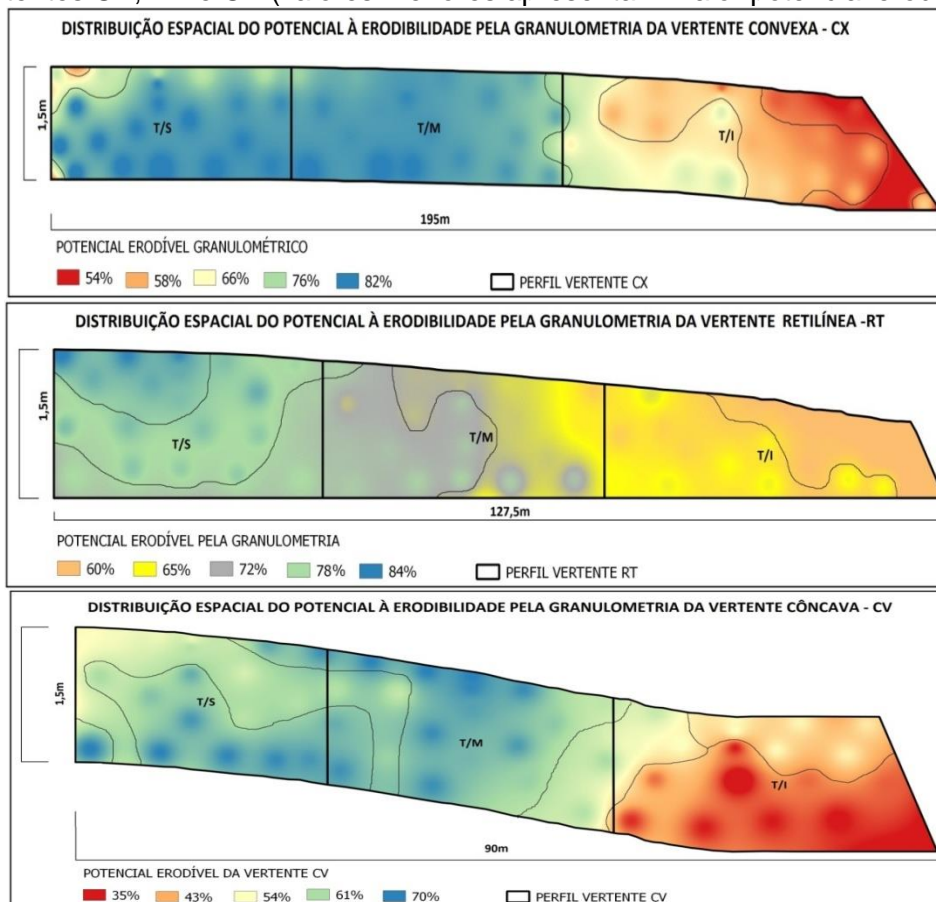 DISTRIBUIÇÃO ESPACIAL DO POTENCIAL À ERODIBILIDADE PELA GRANULOMETRIA DA VERTENTE CONVEXA - CX
1,5m
T/S
T/M
T/I
195m
POTENCIAL ERODÍVEL GRANULOMÉTRICO
54% 58% 66% 76% 82% PERFIL VERTENTE CX
DISTRIBUIÇÃO ESPACIAL DO POTENCIAL À ERODIBILIDADE PELA GRANULOMETRIA DA VERTENTE RETILÍNEA -RT
1,5m
T/S
T/M
T/I
127,5m
POTENCIAL ERODÍVEL PELA GRANULOMETRIA
60% 65% 72% 78% 84% PERFIL VERTENTE RT
DISTRIBUIÇÃO ESPACIAL DO POTENCIAL À ERODIBILIDADE PELA GRANULOMETRIA DA VERTENTE CÔNCAVA - CV
1,5m
T/S
T/M
T/I
90m
POTENCIAL ERODÍVEL DA VERTENTE CV
35% 43% 54% 61% 70% PERFIL VERTENTE CV